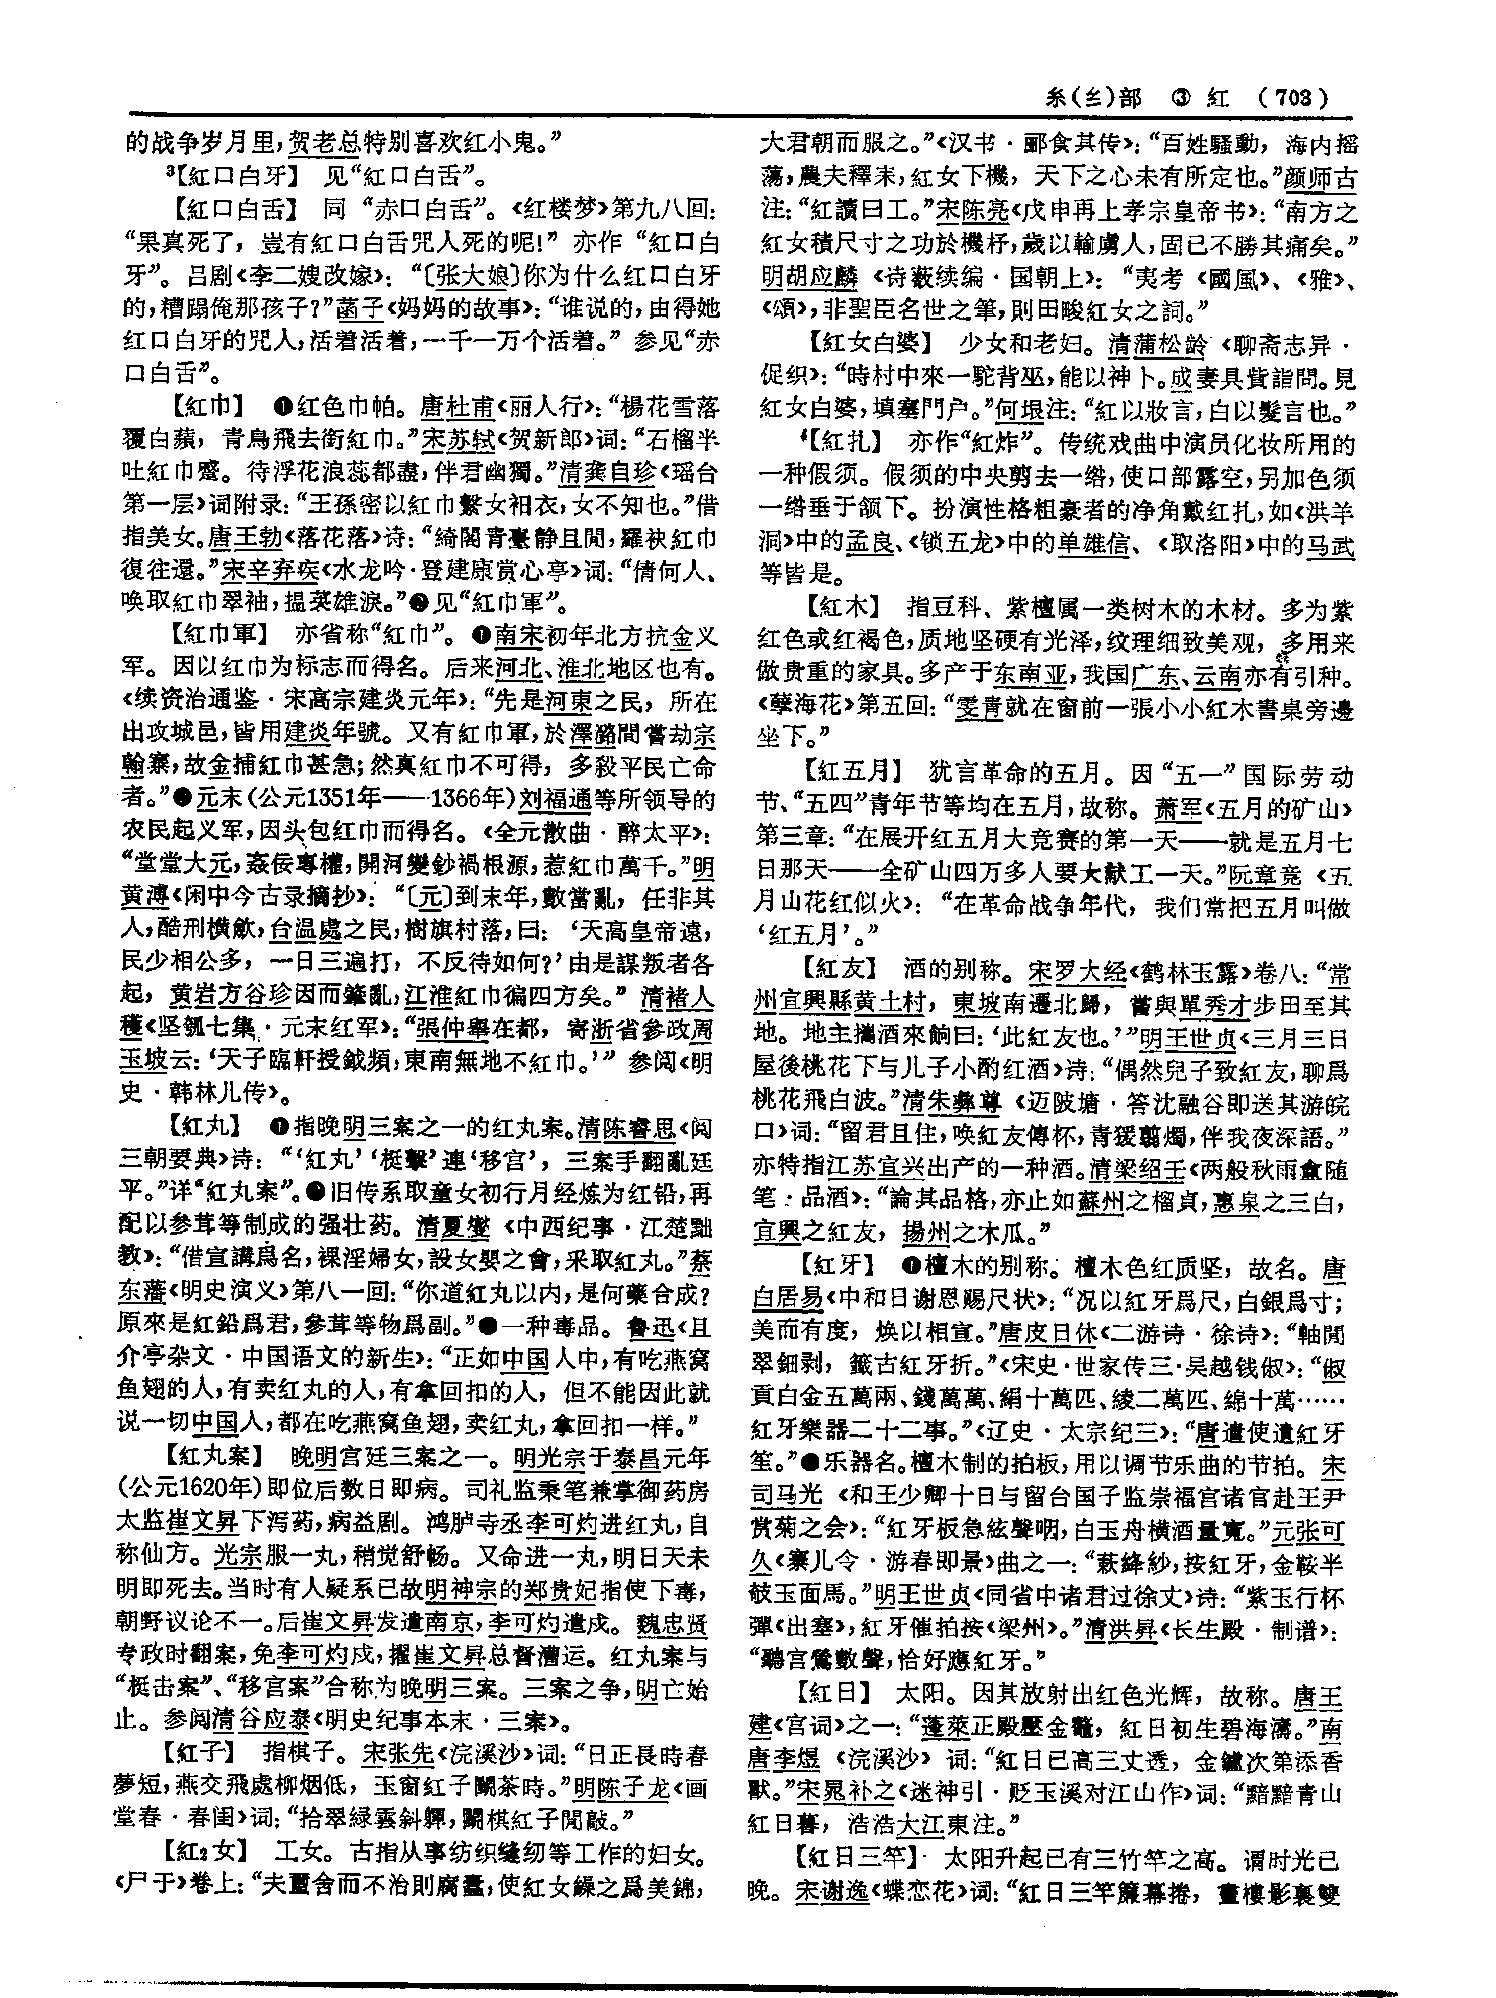 糸(纟)部 ③ 紅 (703)
的战争岁月里,贺老总特别喜欢红小鬼。”
³【紅口白牙】 见“紅口白舌”。
【紅口白舌】 同 “赤口白舌”。《红楼梦》第九八回:
“果真死了,豈有紅口白舌咒人死的呢!” 亦作 “紅口白
牙”。吕剧《李二嫂改嫁》: “〔张大娘〕你为什么红口白牙
的,糟蹋俺那孩子?”菡子《妈妈的故事》:“谁说的,由得她
红口白牙的咒人,活着活着,一千一万个活着。” 参见“赤
口白舌”。
【紅巾】 ❶红色巾帕。唐杜甫《丽人行》:“楊花雪落
覆白蘋,青鳥飛去銜紅巾。”宋苏轼《贺新郎》词:“石榴半
吐紅巾蹙。待浮花浪蕊都盡,伴君幽獨。”清龚自珍《瑶台
第一层》词附录:“王孫密以紅巾繫女袙衣,女不知也。”借
指美女。唐王勃《落花落》诗:“綺閣青臺静且閒,羅袂紅巾
復往還。”宋辛弃疾《水龙吟·登建康赏心亭》词:“倩何人、
唤取紅巾翠袖,揾英雄淚。”❷见“紅巾軍”。
【紅巾軍】 亦省称“紅巾”。❶南宋初年北方抗金义
军。因以红巾为标志而得名。后来河北、淮北地区也有。
《续资治通鉴·宋高宗建炎元年》:“先是河東之民,所在
出攻城邑,皆用建炎年號。又有紅巾軍,於澤潞間嘗劫宗
翰寨,故金捕紅巾甚急;然真紅巾不可得,多殺平民亡命
者。”❷元末(公元1351年——1366年)刘福通等所领导的
农民起义军,因头包红巾而得名。《全元散曲·醉太平》:
“堂堂大元,姦佞專權,開河變鈔禍根源,惹紅巾萬千。”明
黄溥《闲中今古录摘抄》: “〔元〕到末年,數當亂,任非其
人,酷刑横斂,台温處之民,樹旗村落,曰: ‘天高皇帝遠,
民少相公多,一日三遍打,不反待如何?’由是謀叛者各
起,黄岩方谷珍因而肇亂,江淮紅巾徧四方矣。” 清褚人
穫《坚瓠七集·元末红军》:“張仲舉在都,寄浙省參政周
玉坡云:‘天子臨軒授鉞頻,東南無地不紅巾。’” 参阅《明
史·韩林儿传》。
【紅丸】 ❶指晚明三案之一的红丸案。清陈睿思《阅
三朝要典》诗: “‘紅丸’‘梃擊’連‘移宫’,三案手翻亂廷
平。”详“紅丸案”。❷旧传系取童女初行月经炼为红铅,再
配以参茸等制成的强壮药。清夏燮《中西纪事·江楚黜
教》:“借宣講爲名,裸淫婦女,設女嬰之會,采取紅丸。”蔡
东藩《明史演义》第八一回:“你道紅丸以内,是何藥合成?
原來是紅鉛爲君,參茸等物爲副。”❸一种毒品。鲁迅《且
介亭杂文·中国语文的新生》:“正如中国人中,有吃燕窝
鱼翅的人,有卖红丸的人,有拿回扣的人,但不能因此就
说一切中国人,都在吃燕窝鱼翅,卖红丸,拿回扣一样。”
【紅丸案】 晚明宫廷三案之一。明光宗于泰昌元年
(公元1620年)即位后数日即病。司礼监秉笔兼掌御药房
太监崔文昇下泻药,病益剧。鸿胪寺丞李可灼进红丸,自
称仙方。光宗服一丸,稍觉舒畅。又命进一丸,明日天未
明即死去。当时有人疑系已故明神宗的郑贵妃指使下毒,
朝野议论不一。后崔文昇发遣南京,李可灼遣戍。魏忠贤
专政时翻案,免李可灼戍,擢崔文昇总督漕运。红丸案与
“梃击案”、“移宫案”合称为晚明三案。三案之争,明亡始
止。参阅清谷应泰《明史纪事本末·三案》。
【紅子】 指棋子。宋张先《浣溪沙》词:“日正長時春
夢短,燕交飛處柳烟低,玉窗紅子鬬茶時。”明陈子龙《画
堂春·春闺》词:“拾翠緑雲斜軃,鬬棋紅子閒敲。”
【紅₂女】 工女。古指从事纺织缝纫等工作的妇女。
《尸子》卷上:“夫蠒舍而不治則腐蠹,使紅女繰之爲美錦,
大君朝而服之。”《汉书·郦食其传》:“百姓騷動,海内摇
蕩,農夫釋耒,紅女下機,天下之心未有所定也。”颜师古
注:“紅讀曰工。”宋陈亮《戊申再上孝宗皇帝书》:“南方之
紅女積尺寸之功於機杼,歲以輸虜人,固已不勝其痛矣。”
明胡应麟《诗薮续编·国朝上》: “夷考《國風》、《雅》、
《頌》,非聖臣名世之筆,則田畯紅女之詞。”
【紅女白婆】 少女和老妇。清蒲松龄《聊斋志异·
促织》:“時村中來一駝背巫,能以神卜。成妻具貲詣問。見
紅女白婆,填塞門户。”何垠注:“紅以妝言,白以髮言也。”
⁴【紅扎】 亦作“紅炸”。传统戏曲中演员化妆所用的
一种假须。假须的中央剪去一绺,使口部露空,另加色须
一绺垂于颔下。扮演性格粗豪者的净角戴红扎,如《洪羊
洞》中的孟良、《锁五龙》中的单雄信、《取洛阳》中的马武
等皆是。
【紅木】 指豆科、紫檀属一类树木的木材。多为紫
红色或红褐色,质地坚硬有光泽,纹理细致美观,多用来
做贵重的家具。多产于东南亚,我国广东、云南亦有引种。
《孽海花》第五回:“雯青就在窗前一張小小紅木書桌旁邊
坐下。”
【紅五月】 犹言革命的五月。因“五一”国际劳动
节、“五四”青年节等均在五月,故称。萧军《五月的矿山》
第三章:“在展开红五月大竞赛的第一天——就是五月七
日那天——全矿山四万多人要大献工一天。”阮章竞《五
月山花红似火》: “在革命战争年代,我们常把五月叫做
‘红五月’。”
【紅友】 酒的别称。宋罗大经《鹤林玉露》卷八:“常
州宜興縣黄土村,東坡南遷北歸,嘗與單秀才步田至其
地。地主攜酒來餉曰:‘此紅友也。’”明王世贞《三月三日
屋後桃花下与儿子小酌红酒》诗:“偶然兒子致紅友,聊爲
桃花飛白波。”清朱彝尊《迈陂塘·答沈融谷即送其游皖
口》词:“留君且住,唤紅友傳杯,青猨翦燭,伴我夜深語。”
亦特指江苏宜兴出产的一种酒。清梁绍壬《两般秋雨盦随
笔·品酒》:“論其品格,亦止如蘇州之榴貞,惠泉之三白,
宜興之紅友,揚州之木瓜。”
【紅牙】 ❶檀木的别称。檀木色红质坚,故名。唐
白居易《中和日谢恩赐尺状》:“况以紅牙爲尺,白銀爲寸;
美而有度,焕以相宣。”唐皮日休《二游诗·徐诗》:“軸閒
翠鈿剥,籤古紅牙折。”《宋史·世家传三·吴越钱俶》:“俶
貢白金五萬兩、錢萬萬、絹十萬匹、綾二萬匹、綿十萬……
紅牙樂器二十二事。”《辽史·太宗纪三》:“唐遣使遺紅牙
笙。”❷乐器名。檀木制的拍板,用以调节乐曲的节拍。宋
司马光《和王少卿十日与留台国子监崇福宫诸官赴王尹
赏菊之会》:“紅牙板急絃聲咽,白玉舟横酒量寬。”元张可
久《寨儿令·游春即景》曲之一:“蔌絳紗,按紅牙,金鞍半
攲玉面馬。”明王世贞《同省中诸君过徐丈》诗:“紫玉行杯
彈《出塞》,紅牙催拍按《梁州》。”清洪昇《长生殿·制谱》:
“聽宫鶯數聲,恰好應紅牙。”
【紅日】 太阳。因其放射出红色光辉,故称。唐王
建《宫词》之一:“蓬萊正殿壓金鼇,紅日初生碧海濤。”南
唐李煜《浣溪沙》词:“紅日已高三丈透,金鑪次第添香
獸。”宋晁补之《迷神引·贬玉溪对江山作》词:“黯黯青山
紅日暮,浩浩大江東注。”
【紅日三竿】 太阳升起已有三竹竿之高。谓时光已
晚。宋谢逸《蝶恋花》词:“紅日三竿簾幕捲,畫樓影裏雙